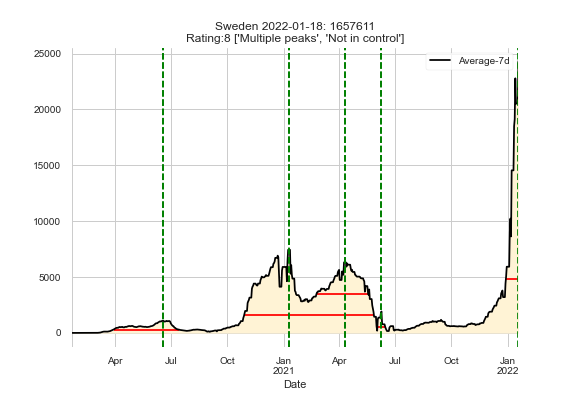 Sweden 2022-01-18: 1657611
Rating:8 ['Multiple peaks', 'Not in control']
Average-7d
25000
20000
15000
10000
5000
0
Apr Jul Oct Jan Apr Jul Oct Jan
2021 2022
Date